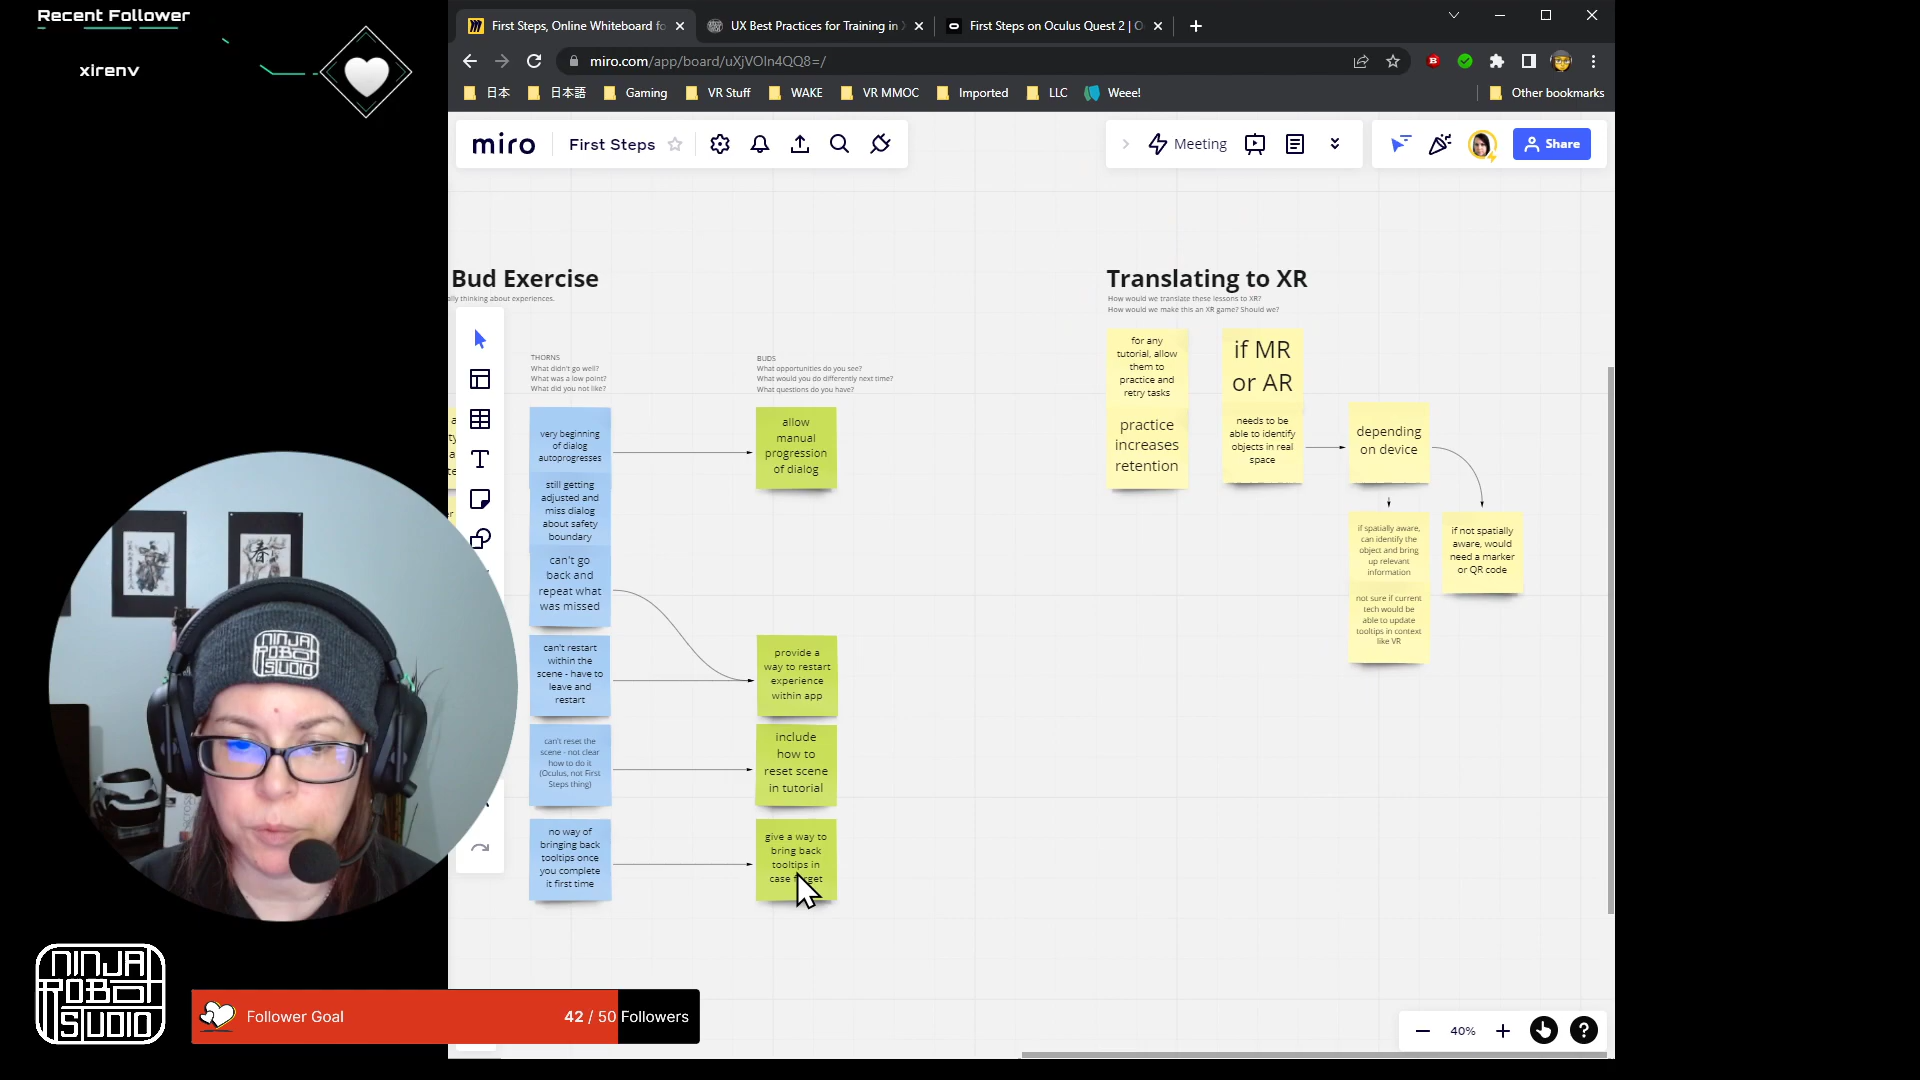 Recent Follower
xirenv
First Steps, Online Whiteboard fo
UX Best Practices for Training in
First Steps on Oculus Quest 2 | O
miro.com/app/board/uXjVOIn4QQ8=/
日本
日本語
Gaming
VR Stuff
WAKE
VR MMOC
Imported
LLC
Weee!
Other bookmarks
miro
First Steps
Meeting
Share
Bud Exercise
ally thinking about experiences.
Translating to XR
How would we translate these lessons to XR?
How would we make this an XR game? Should we?
THORNS
What didn't go well?
What was a low point?
What did you not like?
BUDS
What opportunities do you see?
What would you do differently next time?
What questions do you have?
very beginning
of dialog
autoprogresses
still getting
adjusted and
miss dialog
about safety
boundary
can't go
back and
repeat what
was missed
can't restart
within the
scene - have to
leave and
restart
can't reset the
scene - not clear
how to do it
(Oculus, not First
Steps thing)
no way of
bringing back
tooltips once
you complete
it first time
allow
manual
progression
of dialog
provide a
way to restart
experience
within app
include
how to
reset scene
in tutorial
give a way to
bring back
tooltips in
case forget
for any
tutorial, allow
them to
practice and
retry tasks
practice
increases
retention
if MR
or AR
needs to be
able to identify
objects in real
space
depending
on device
if spatially aware,
can identify the
object and bring
up relevant
information
not sure if current
tech would be
able to update
tooltips in context
like VR
if not spatially
aware, would
need a marker
or QR code
春
NINJA
ROBOT
STUDIO
NINJA
ROBOT
STUDIO
Follower Goal
42 / 50 Followers
40%